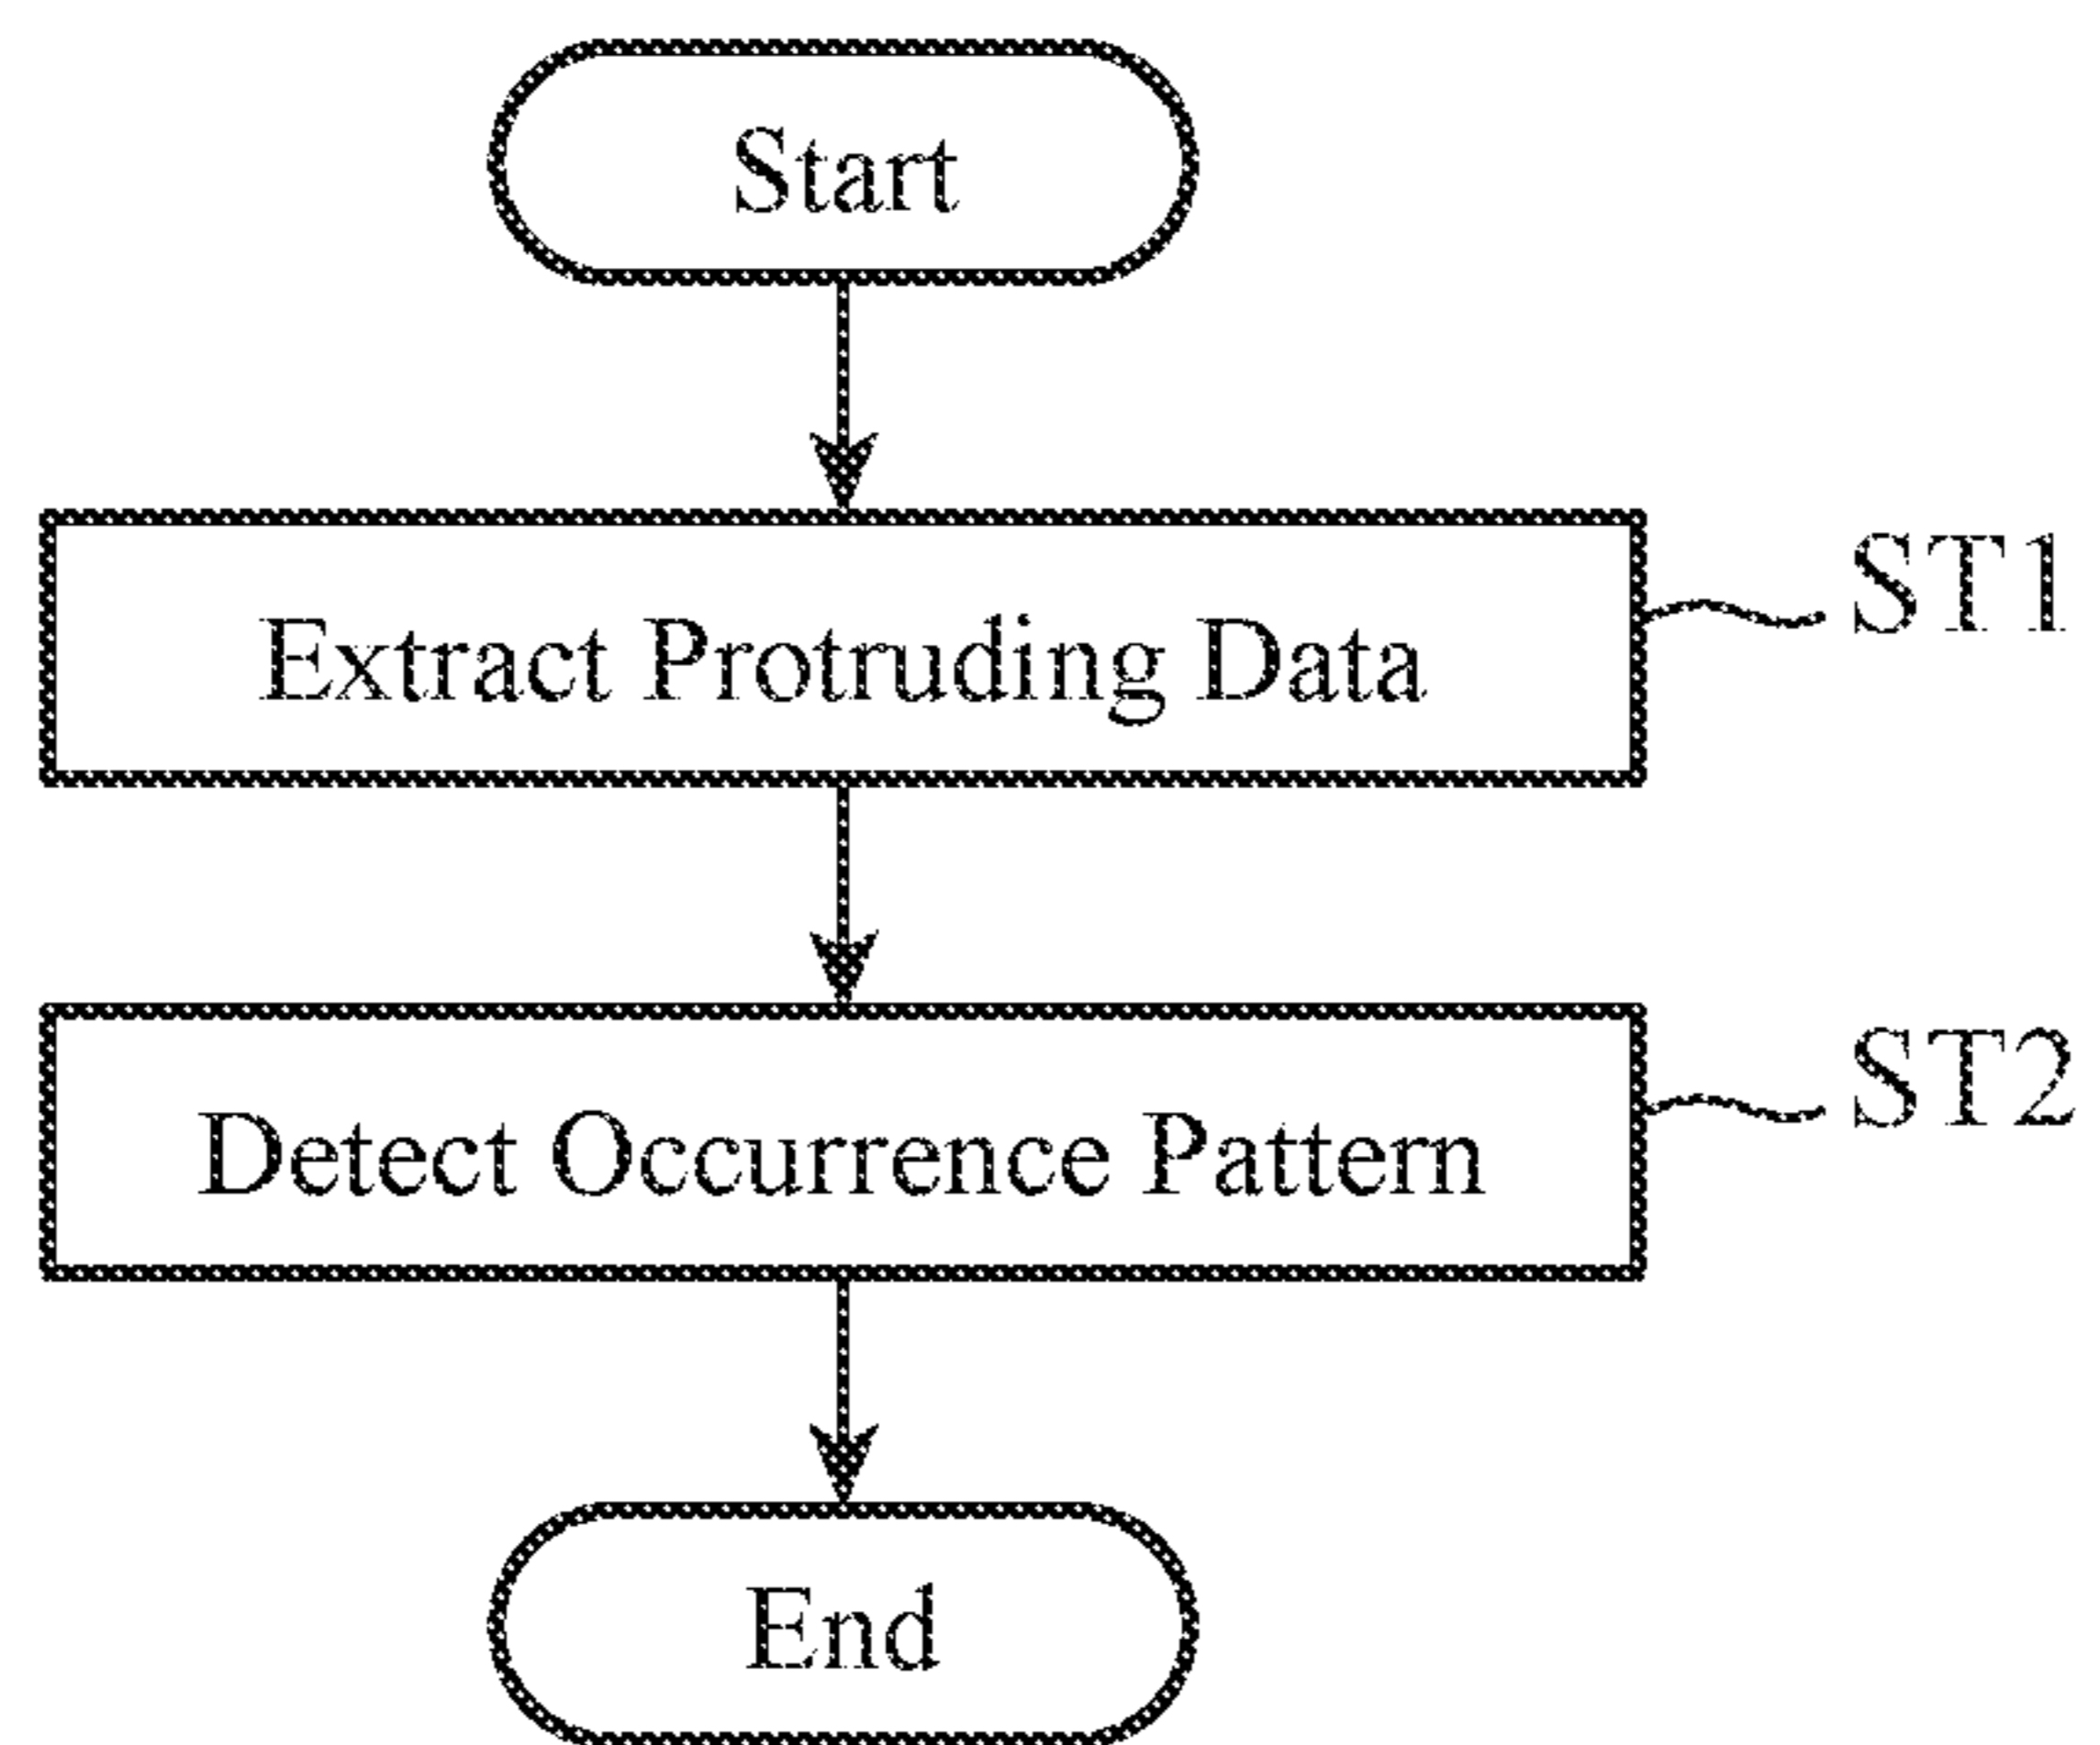 Start
Extract Protruding Data
ST1
Detect Occurrence Pattern
ST2
End